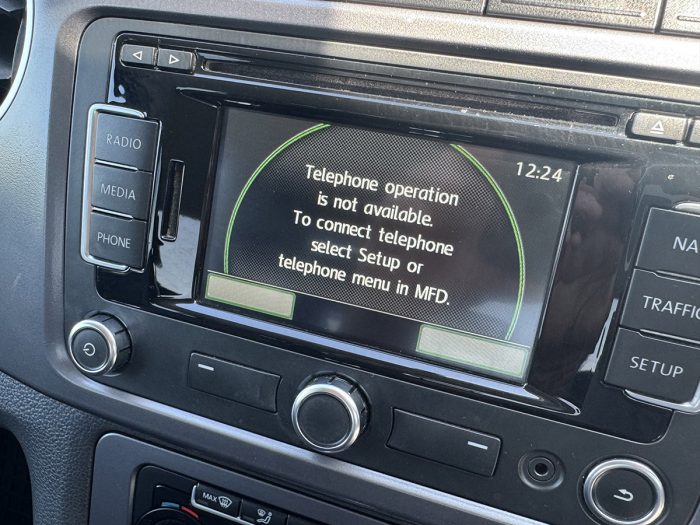 RADIO
MEDIA
PHONE
12:24
Telephone operation
is not available.
To connect telephone
select Setup or
telephone menu in MFD.
NA
TRAFFIC
SETUP
MAX